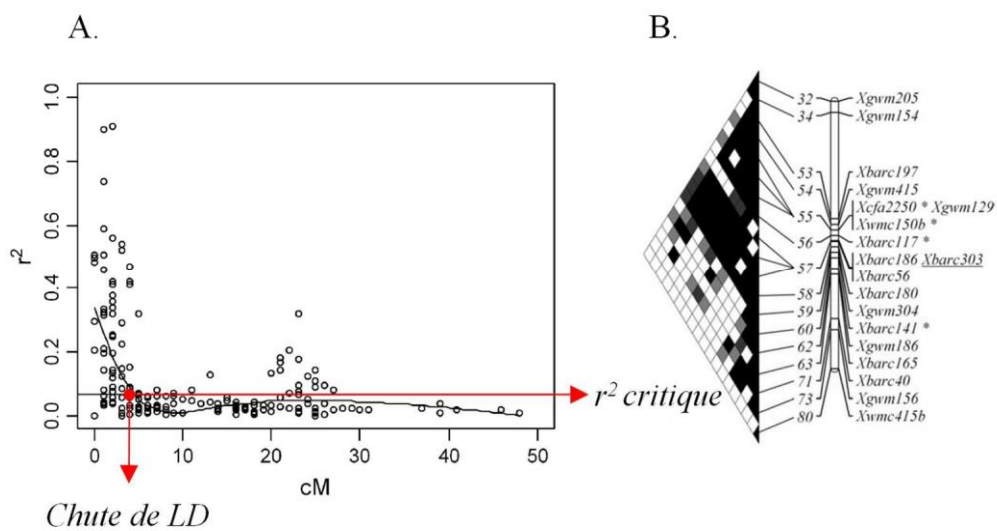 A.
B.
1.0
0.8
0.6
0.4
0.2
0.0
r²
0 10 20 30 40 50
cM
r² critique
Chute de LD
32 Xgwm205
34 Xgwm154
53 Xbarc197
54 Xgwm415
55 Xcfa2250 * Xgwm129
Xwmc150b *
56 Xbarc117 *
57 Xbarc186 Xbarc303
Xbarc56
58 Xbarc180
59 Xgwm304
60 Xbarc141 *
62 Xgwm186
63 Xbarc165
71 Xbarc40
73 Xgwm156
80 Xwmc415b